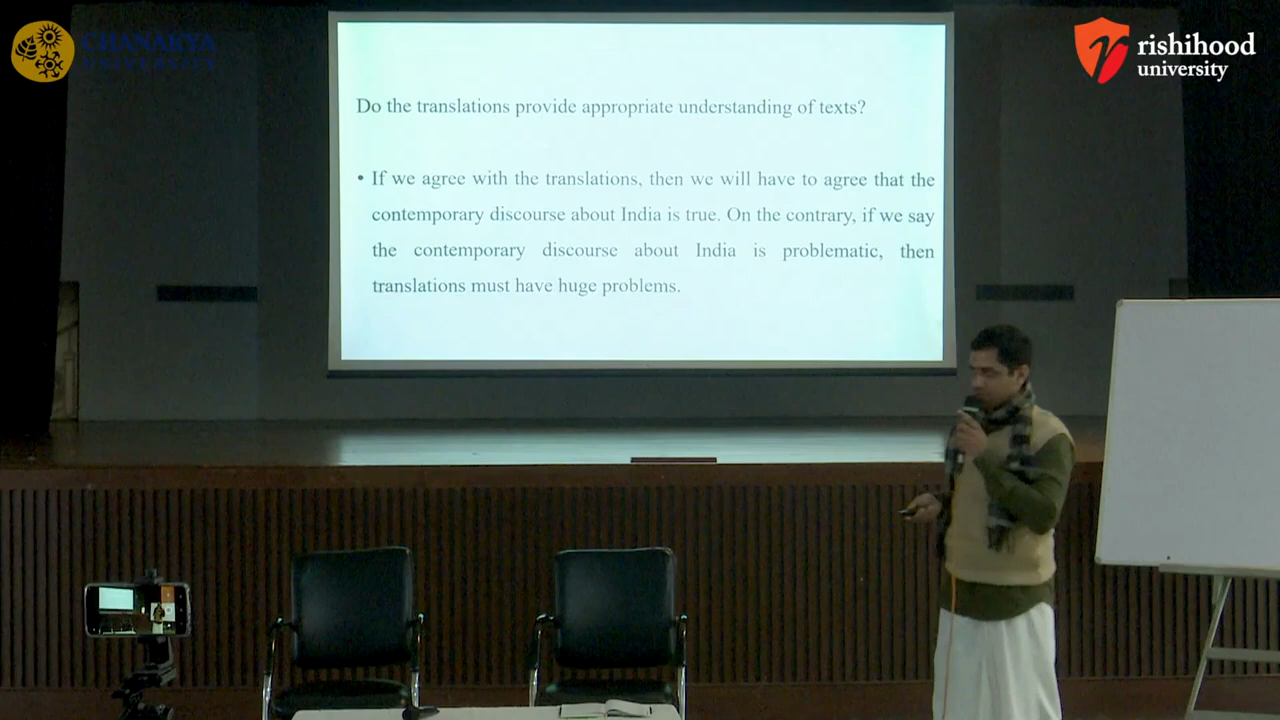 CHANAKYA
UNIVERSITY
rishihood
university
Do the translations provide appropriate understanding of texts?
• If we agree with the translations, then we will have to agree that the
contemporary discourse about India is true. On the contrary, if we say
the contemporary discourse about India is problematic, then
translations must have huge problems.